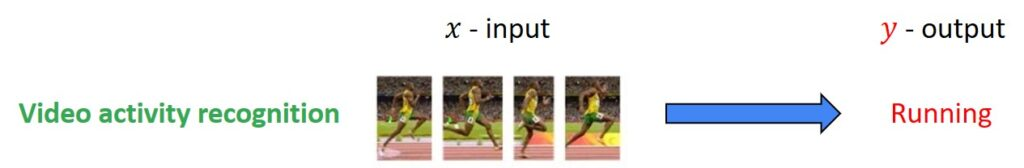 x - input
y - output
Video activity recognition
Running